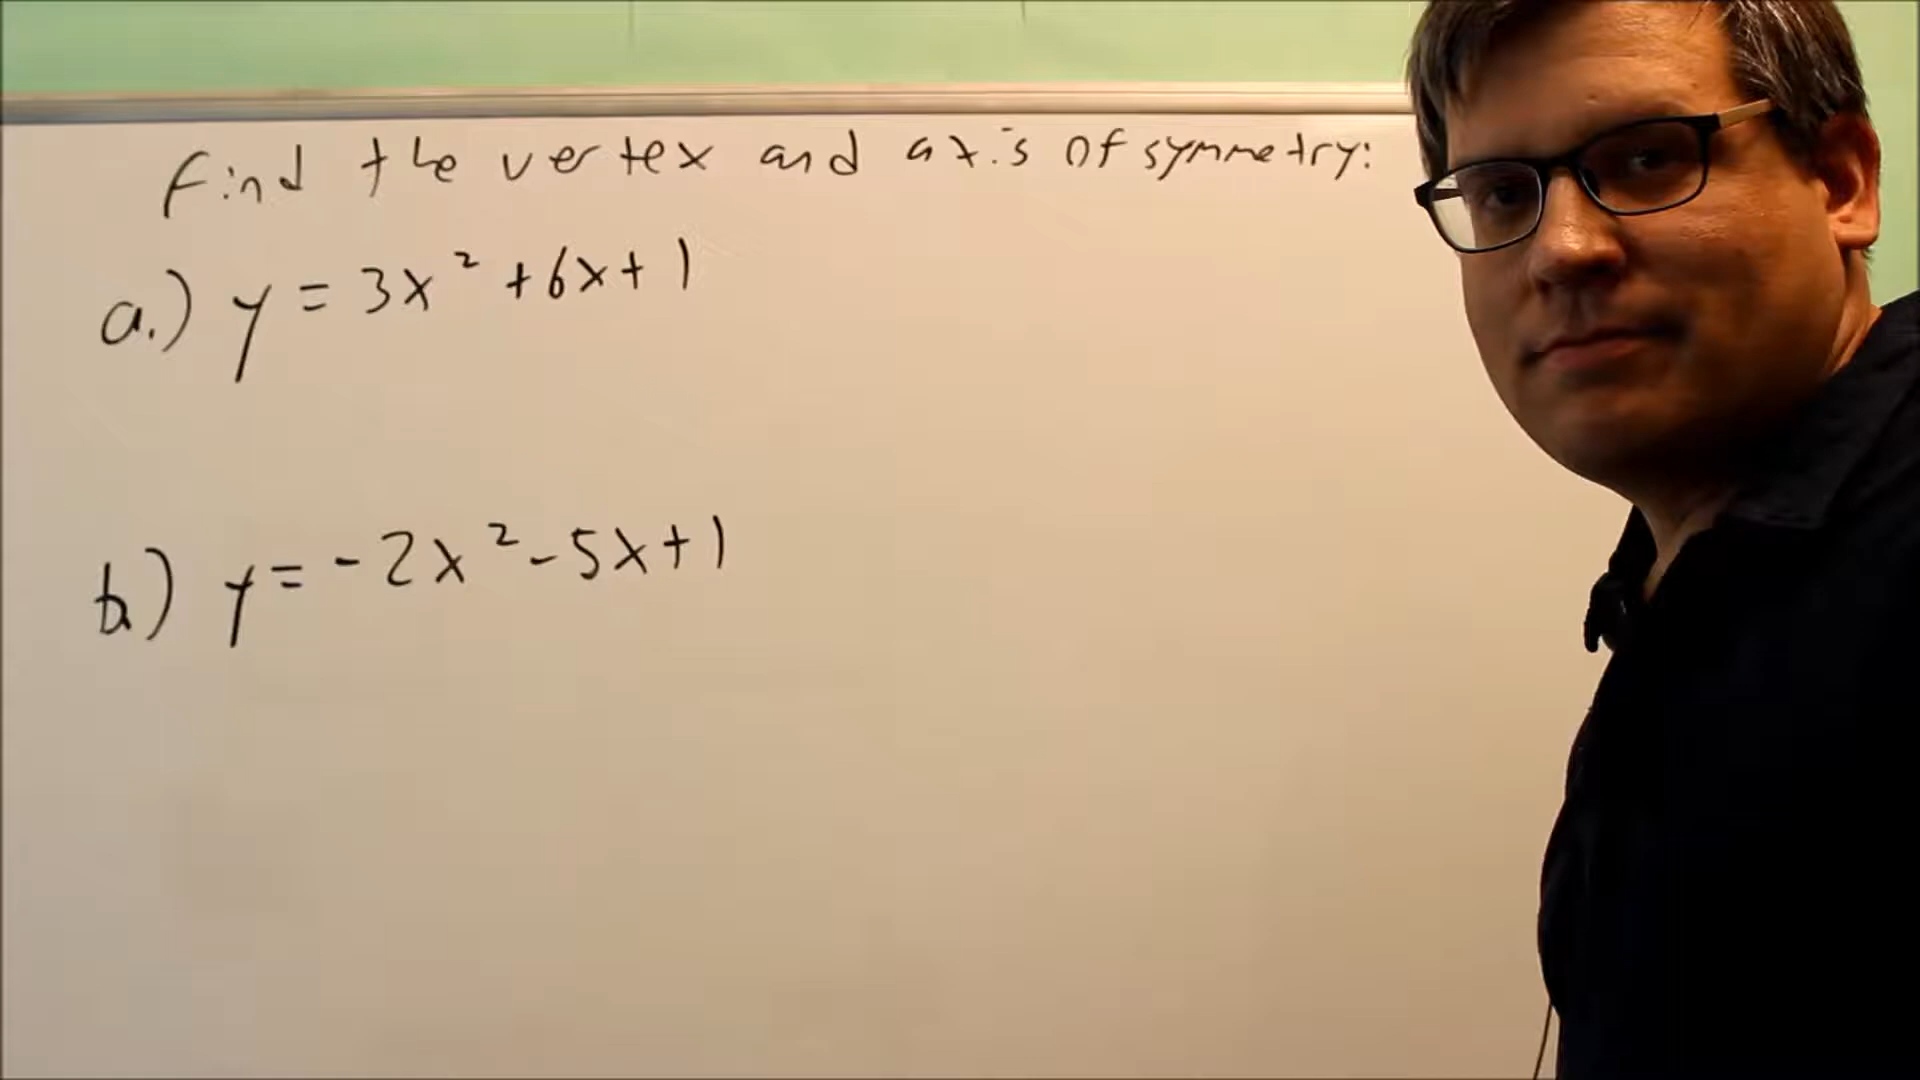 Find the vertex and axis of symmetry:
a.) y = 3x² + 6x + 1
b.) y = -2x² - 5x + 1